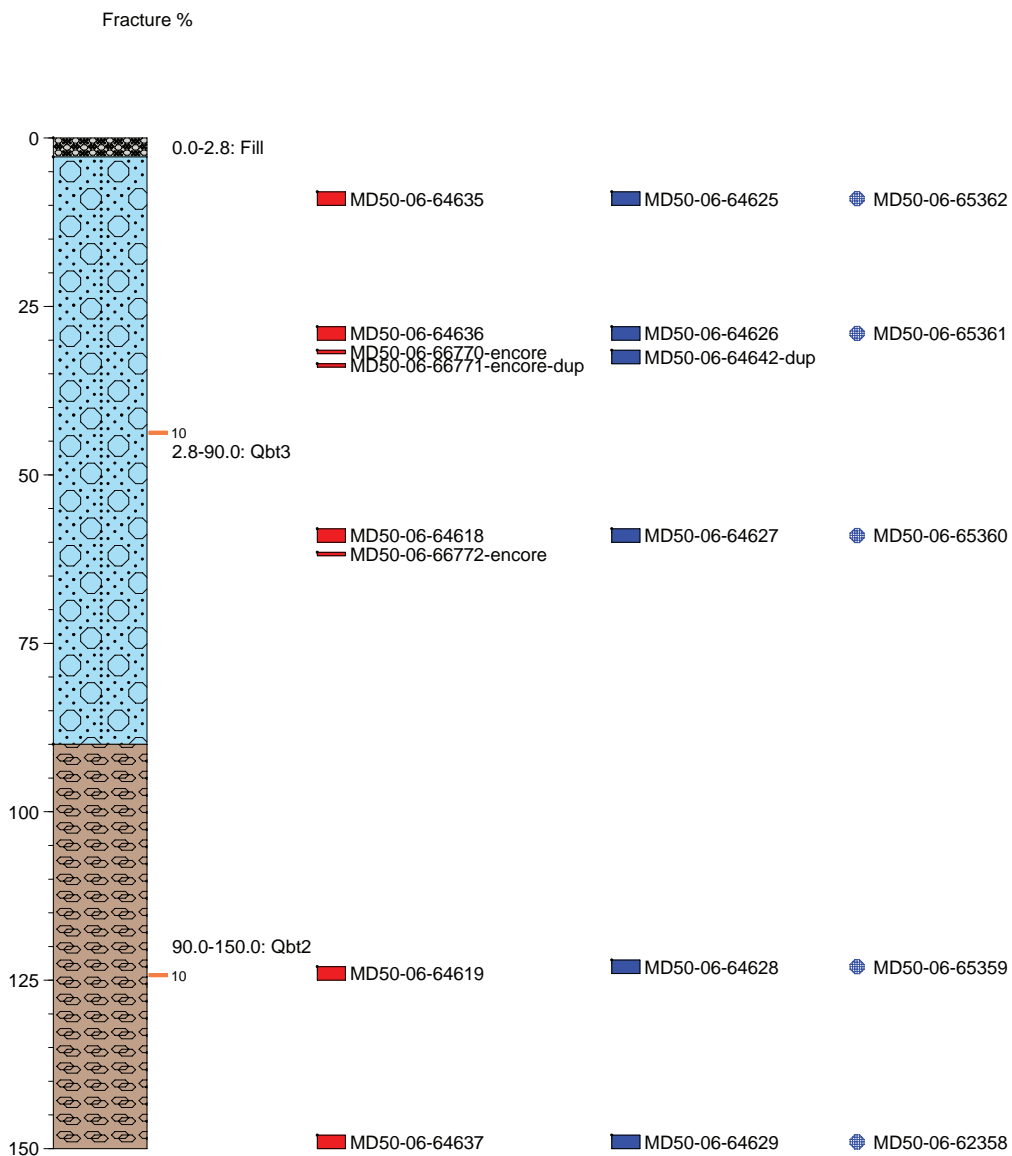 Fracture %
0
0.0-2.8: Fill
MD50-06-64635
MD50-06-64625
MD50-06-65362
25
MD50-06-64636
MD50-06-64626
MD50-06-65361
MD50-06-66770-encore
MD50-06-64642-dup
MD50-06-66771-encore-dup
10
2.8-90.0: Qbt3
50
MD50-06-64618
MD50-06-64627
MD50-06-65360
MD50-06-66772-encore
75
100
90.0-150.0: Qbt2
MD50-06-64619
MD50-06-64628
MD50-06-65359
10
125
MD50-06-64637
MD50-06-64629
MD50-06-62358
150